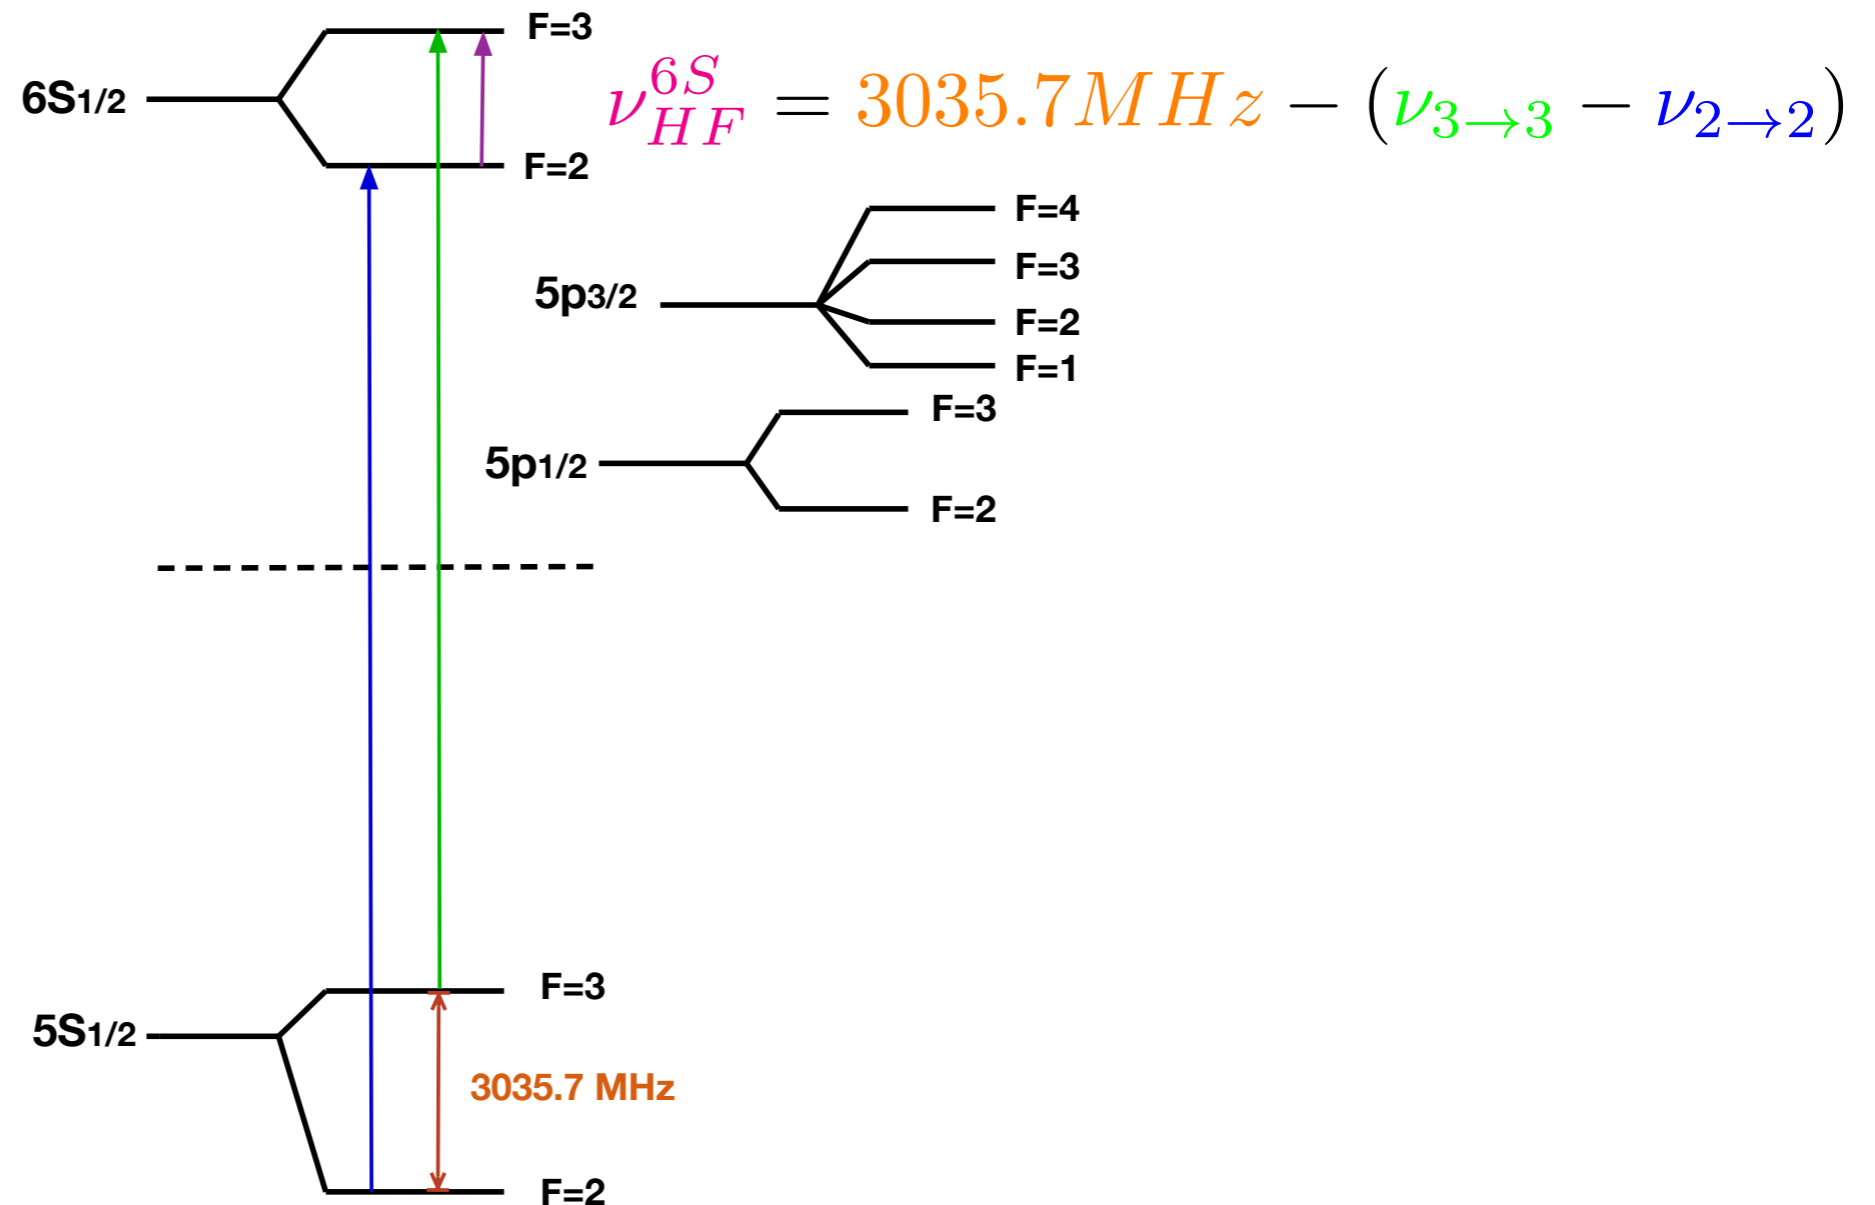 F=3
6S1/2
ν_{HF}^{6S} = 3035.7MHz − (ν_{3→3} − ν_{2→2})
F=2
F=4
F=3
5p3/2
F=2
F=1
F=3
5p1/2
F=2
F=3
5S1/2
3035.7 MHz
F=2